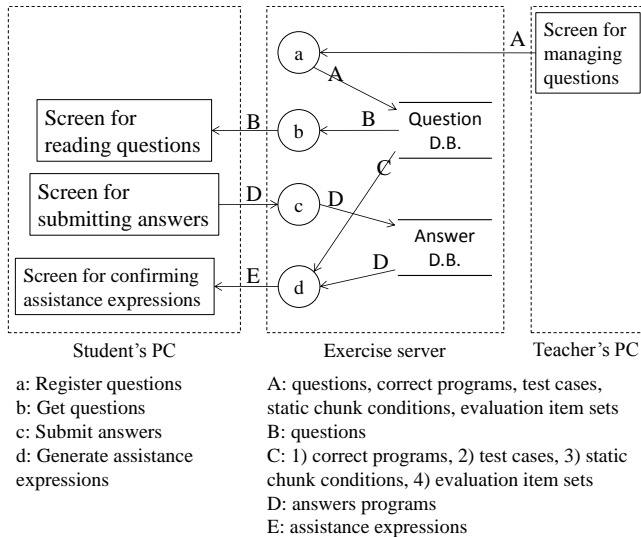 a
A
Screen for
managing
questions
A
Screen for
reading questions
B
b
B
Question
D.B.
C
Screen for
submitting answers
D
c
D
Answer
D.B.
Screen for confirming
assistance expressions
E
d
D
Student's PC
Exercise server
Teacher's PC
a: Register questions
b: Get questions
c: Submit answers
d: Generate assistance
expressions
A: questions, correct programs, test cases,
static chunk conditions, evaluation item sets
B: questions
C: 1) correct programs, 2) test cases, 3) static
chunk conditions, 4) evaluation item sets
D: answers programs
E: assistance expressions